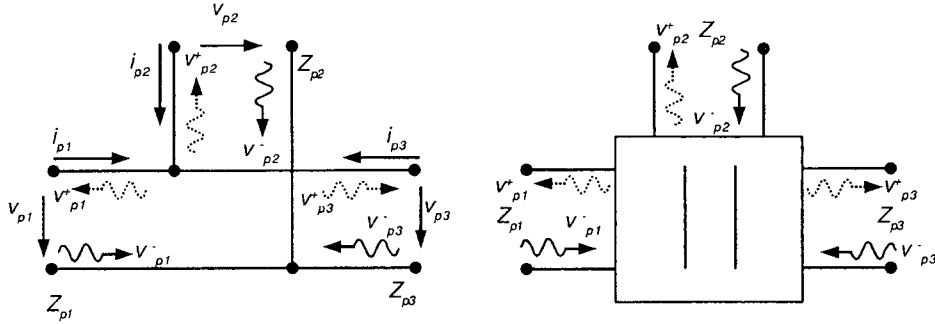 v_p2
i_p2
v⁺_p2
Z_p2
i_p1
v⁻_p2
i_p3
v⁺_p1
v⁺_p3
v_p1
v_p3
v⁻_p3
v⁻_p1
Z_p1
Z_p3
v⁺_p2
Z_p2
v⁻_p2
v⁺_p1
v⁺_p3
Z_p1
v⁻_p1
Z_p3
v⁻_p3